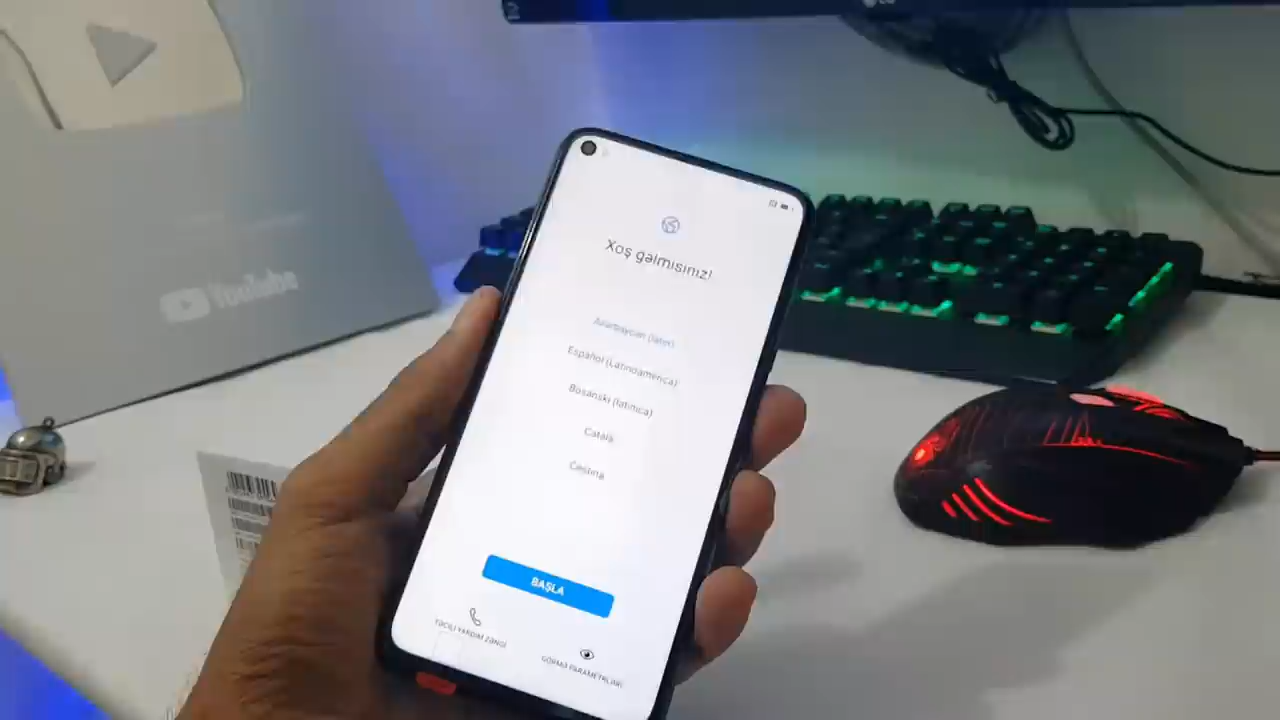 YouTube
Xoş gəlmisiniz!
Azərbaycan (latın)
Español (Latinoamérica)
Bosanski (latinica)
Català
Čeština
BAŞLA
TƏCİLİ YARDIM ZƏNGİ
GÖRMƏ PARAMETRLƏRİ